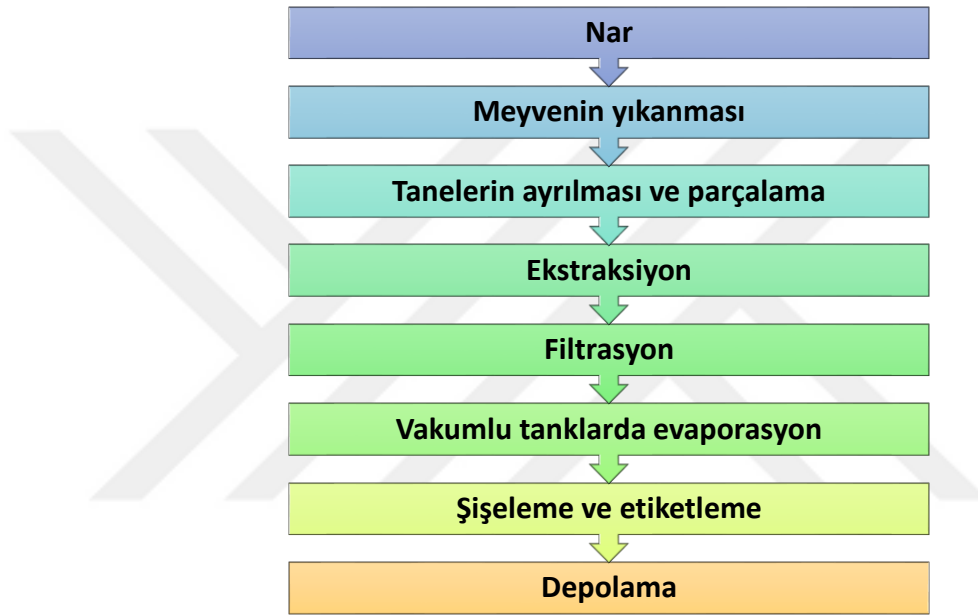 Nar
Meyvenin yıkanması
Tanelerin ayrılması ve parçalama
Ekstraksiyon
Filtrasyon
Vakumlu tanklarda evaporasyon
Şişeleme ve etiketleme
Depolama